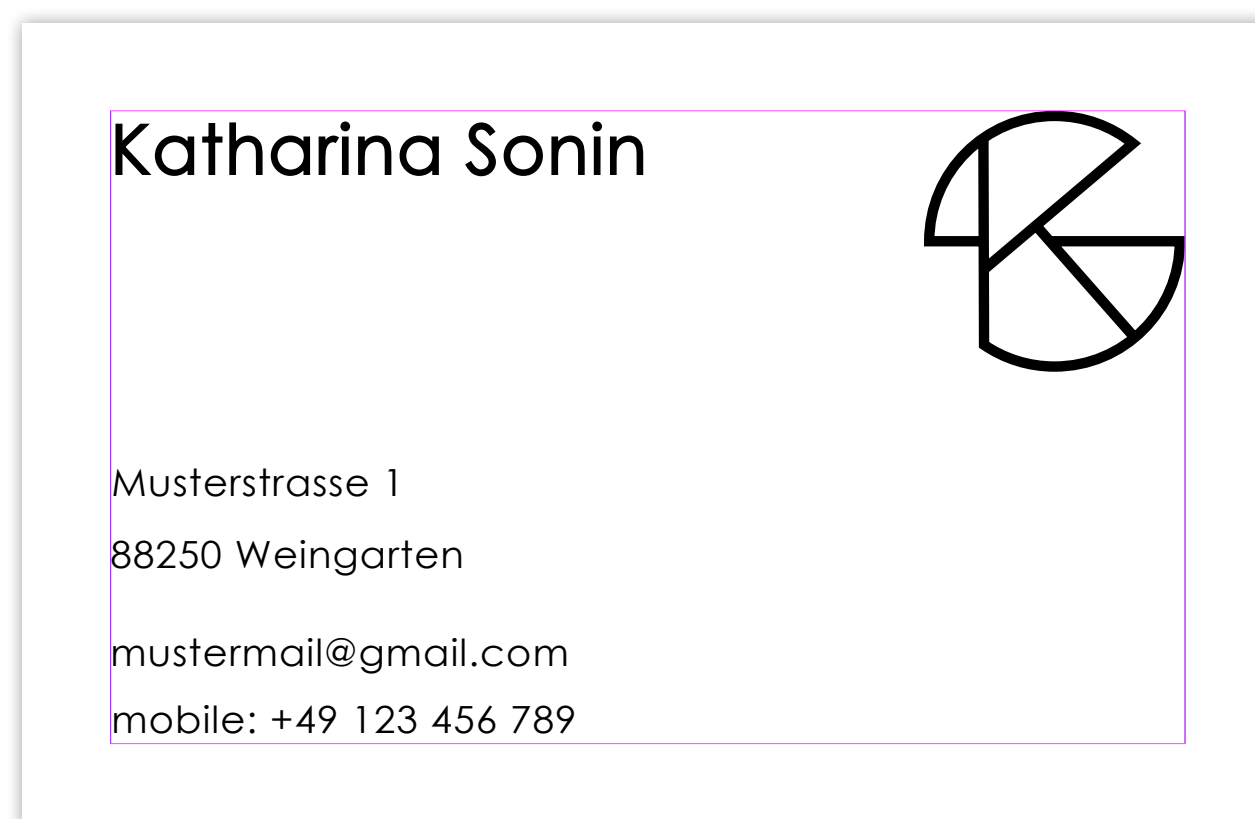 Katharina Sonin
Musterstrasse 1
88250 Weingarten
mustermail@gmail.com
mobile: +49 123 456 789